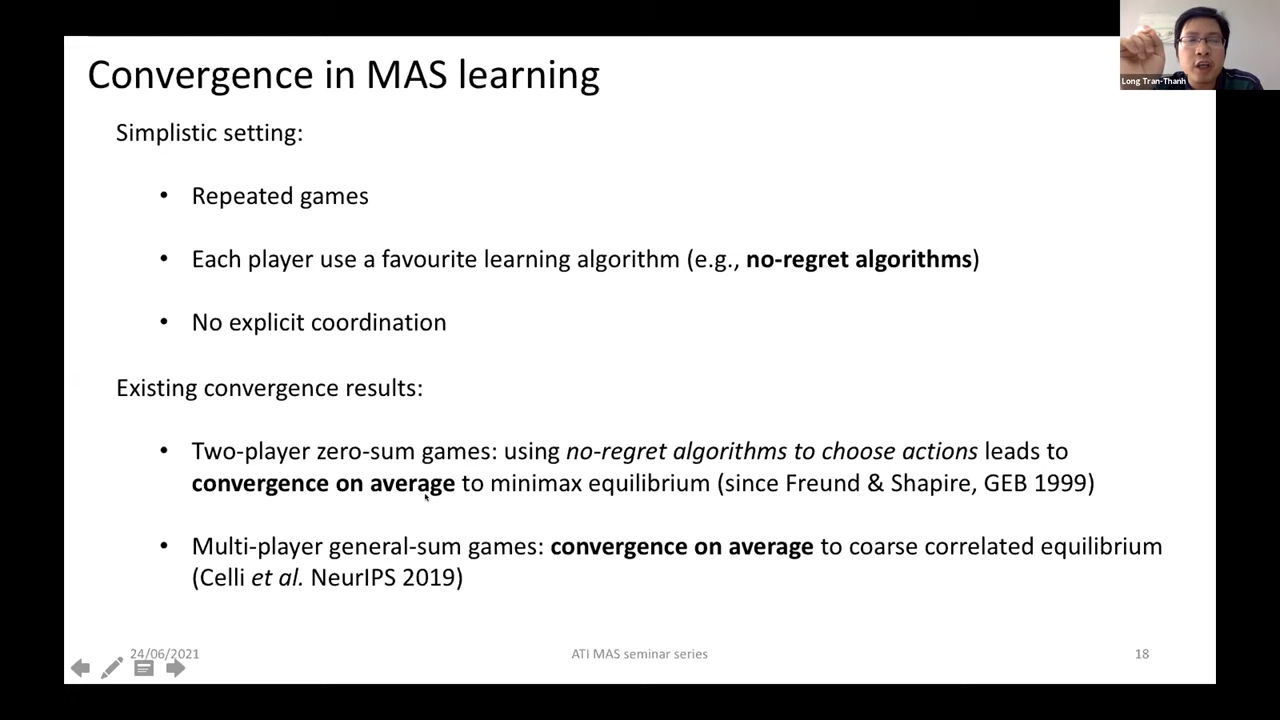 Convergence in MAS learning
Long Tran-Thanh
Simplistic setting:
• Repeated games
• Each player use a favourite learning algorithm (e.g., no-regret algorithms)
• No explicit coordination
Existing convergence results:
• Two-player zero-sum games: using no-regret algorithms to choose actions leads to
convergence on average to minimax equilibrium (since Freund & Shapire, GEB 1999)
• Multi-player general-sum games: convergence on average to coarse correlated equilibrium
(Celli et al. NeurIPS 2019)
24/06/2021
ATI MAS seminar series
18